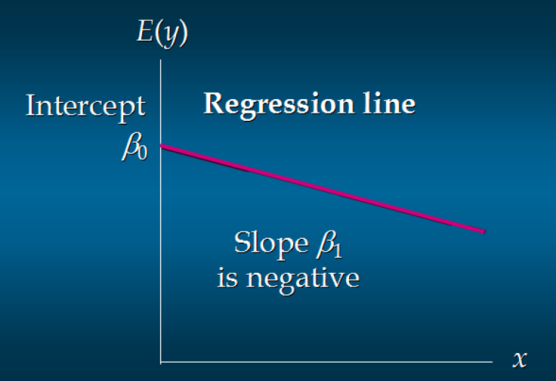 E(y)
Intercept
β0
Regression line
Slope β1
is negative
x